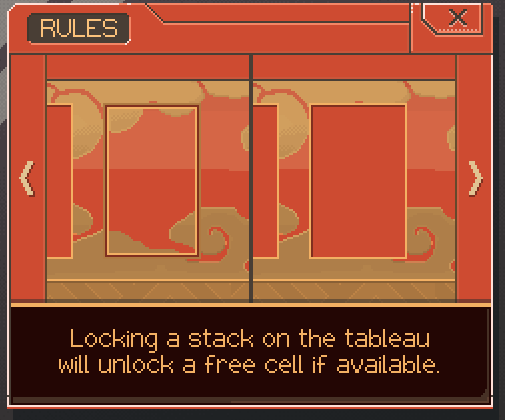 RULES
Locking a stack on the tableau
will unlock a free cell if available.